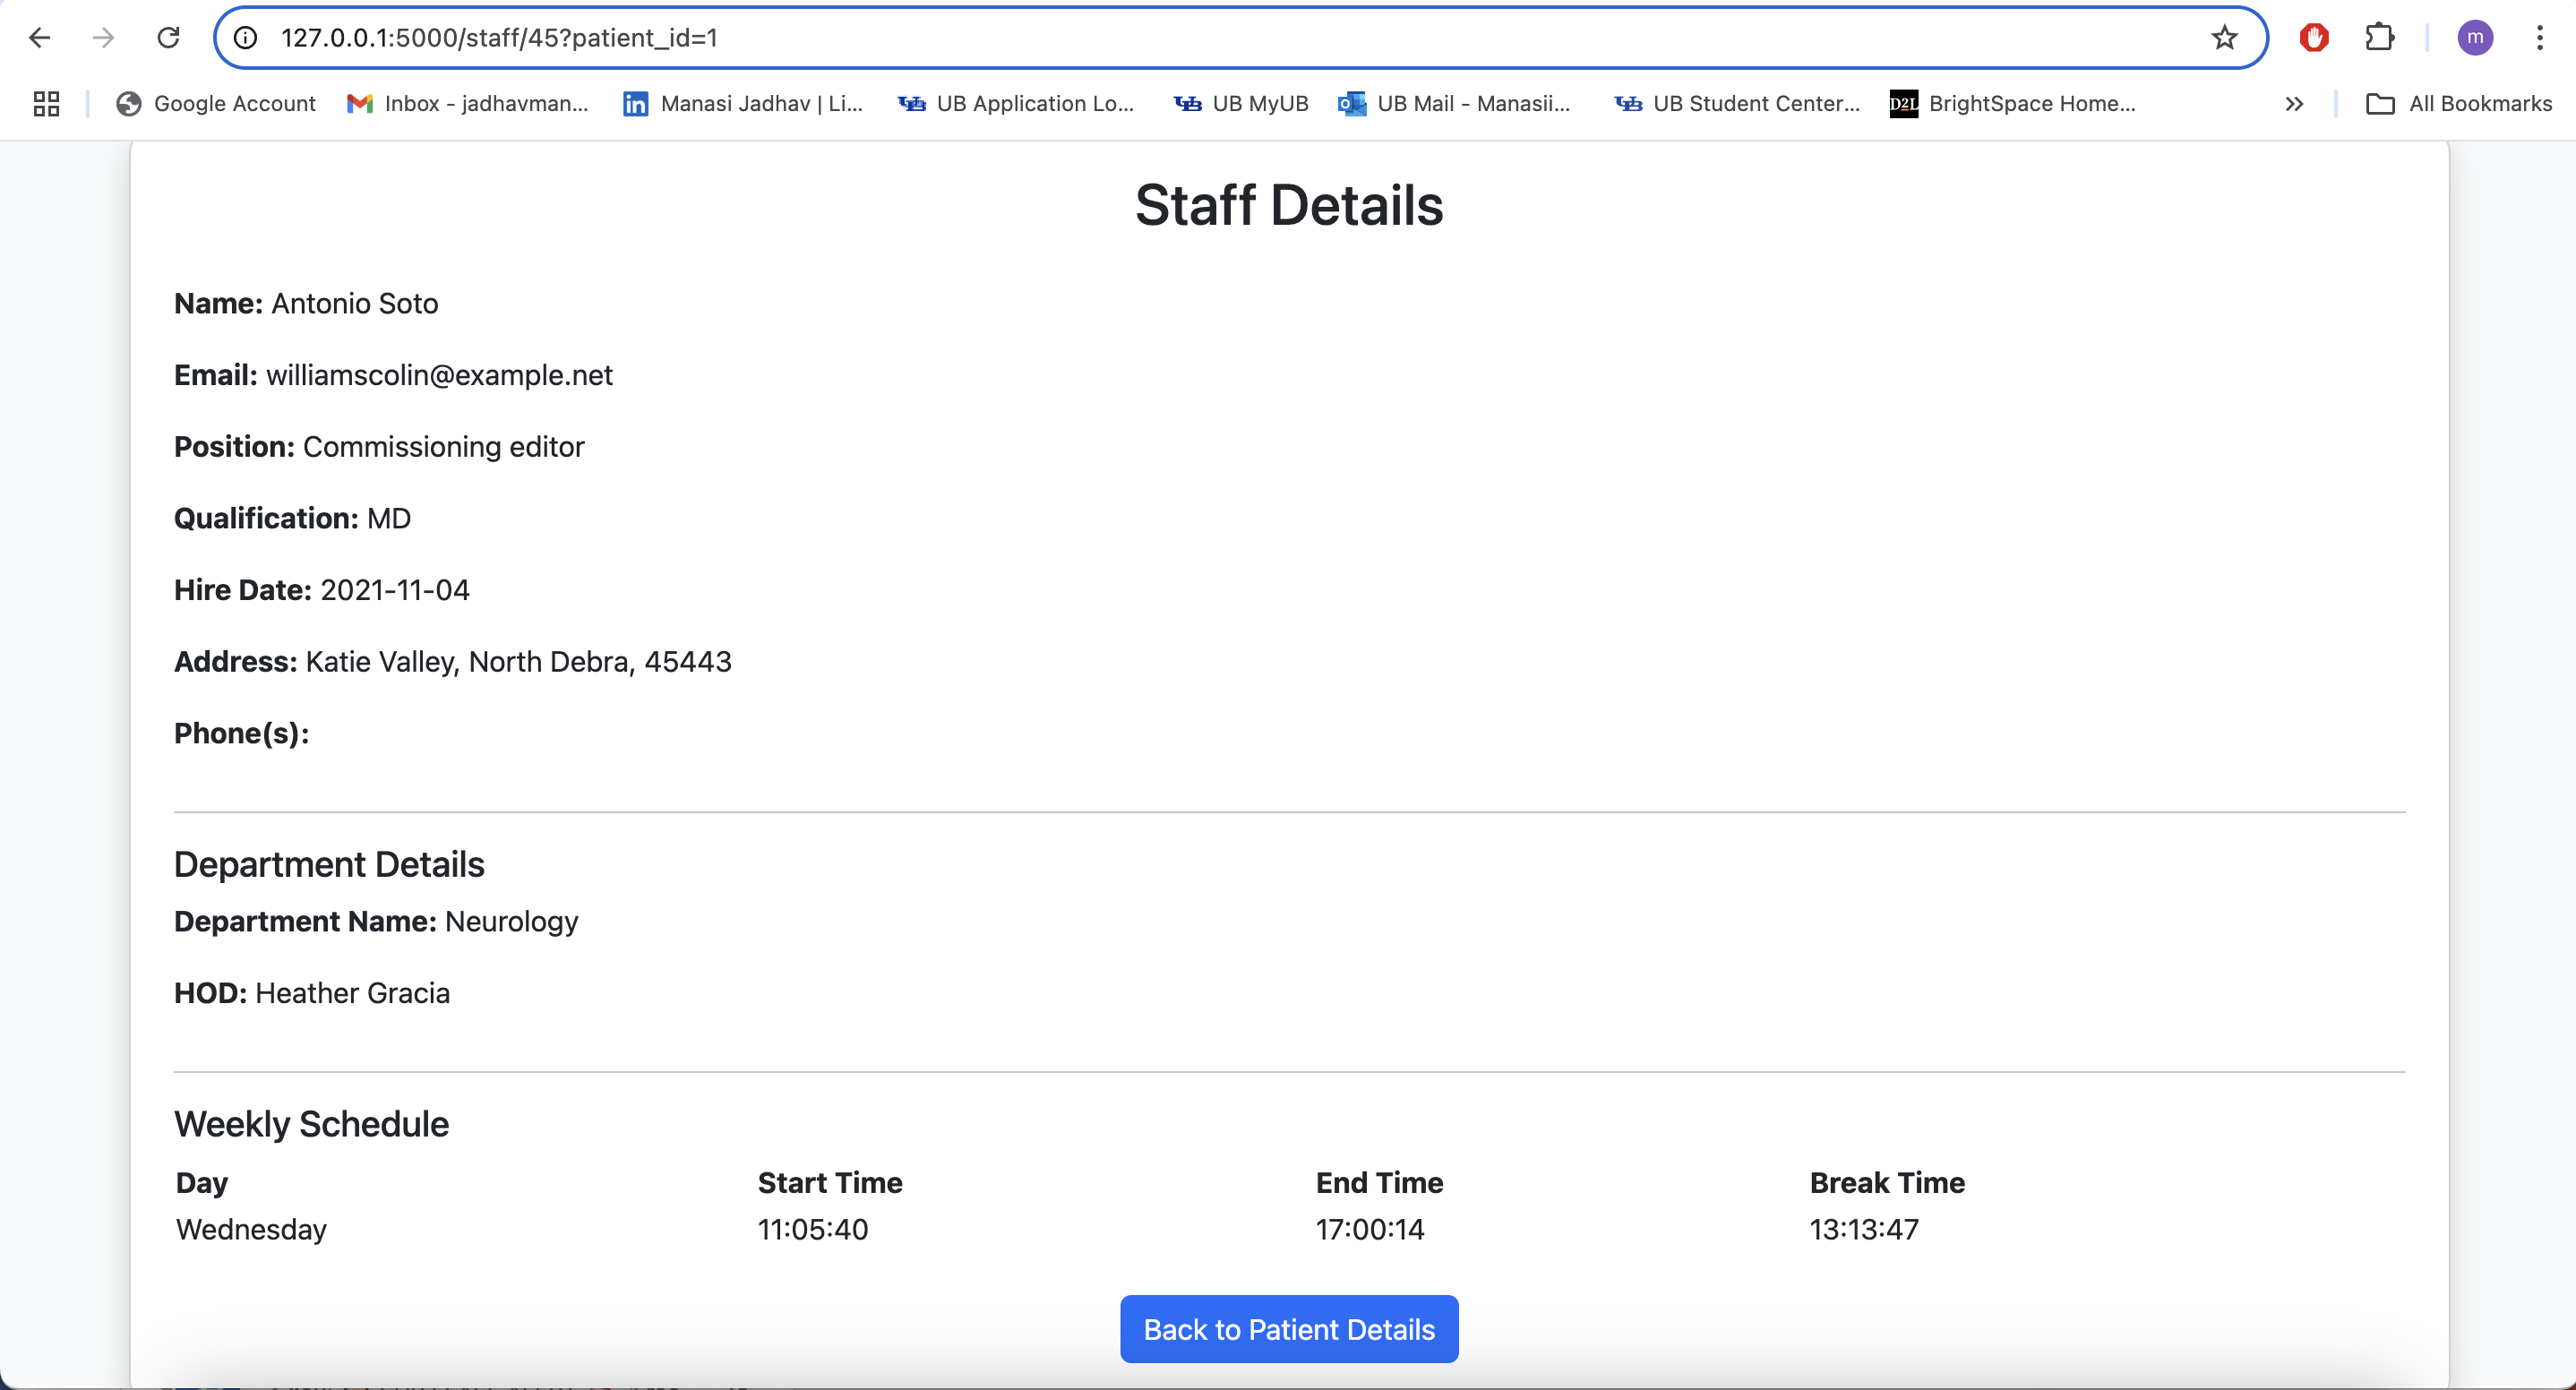 127.0.0.1:5000/staff/45?patient_id=1
m
Google Account
Inbox - jadhavman...
in
Manasi Jadhav | Li...
UB Application Lo...
UB MyUB
UB Mail - Manasii...
UB Student Center...
D2L
BrightSpace Home...
All Bookmarks
Staff Details
Name: Antonio Soto
Email: williamscolin@example.net
Position: Commissioning editor
Qualification: MD
Hire Date: 2021-11-04
Address: Katie Valley, North Debra, 45443
Phone(s):
Department Details
Department Name: Neurology
HOD: Heather Gracia
Weekly Schedule
Day Start Time End Time Break Time
Wednesday 11:05:40 17:00:14 13:13:47
Back to Patient Details